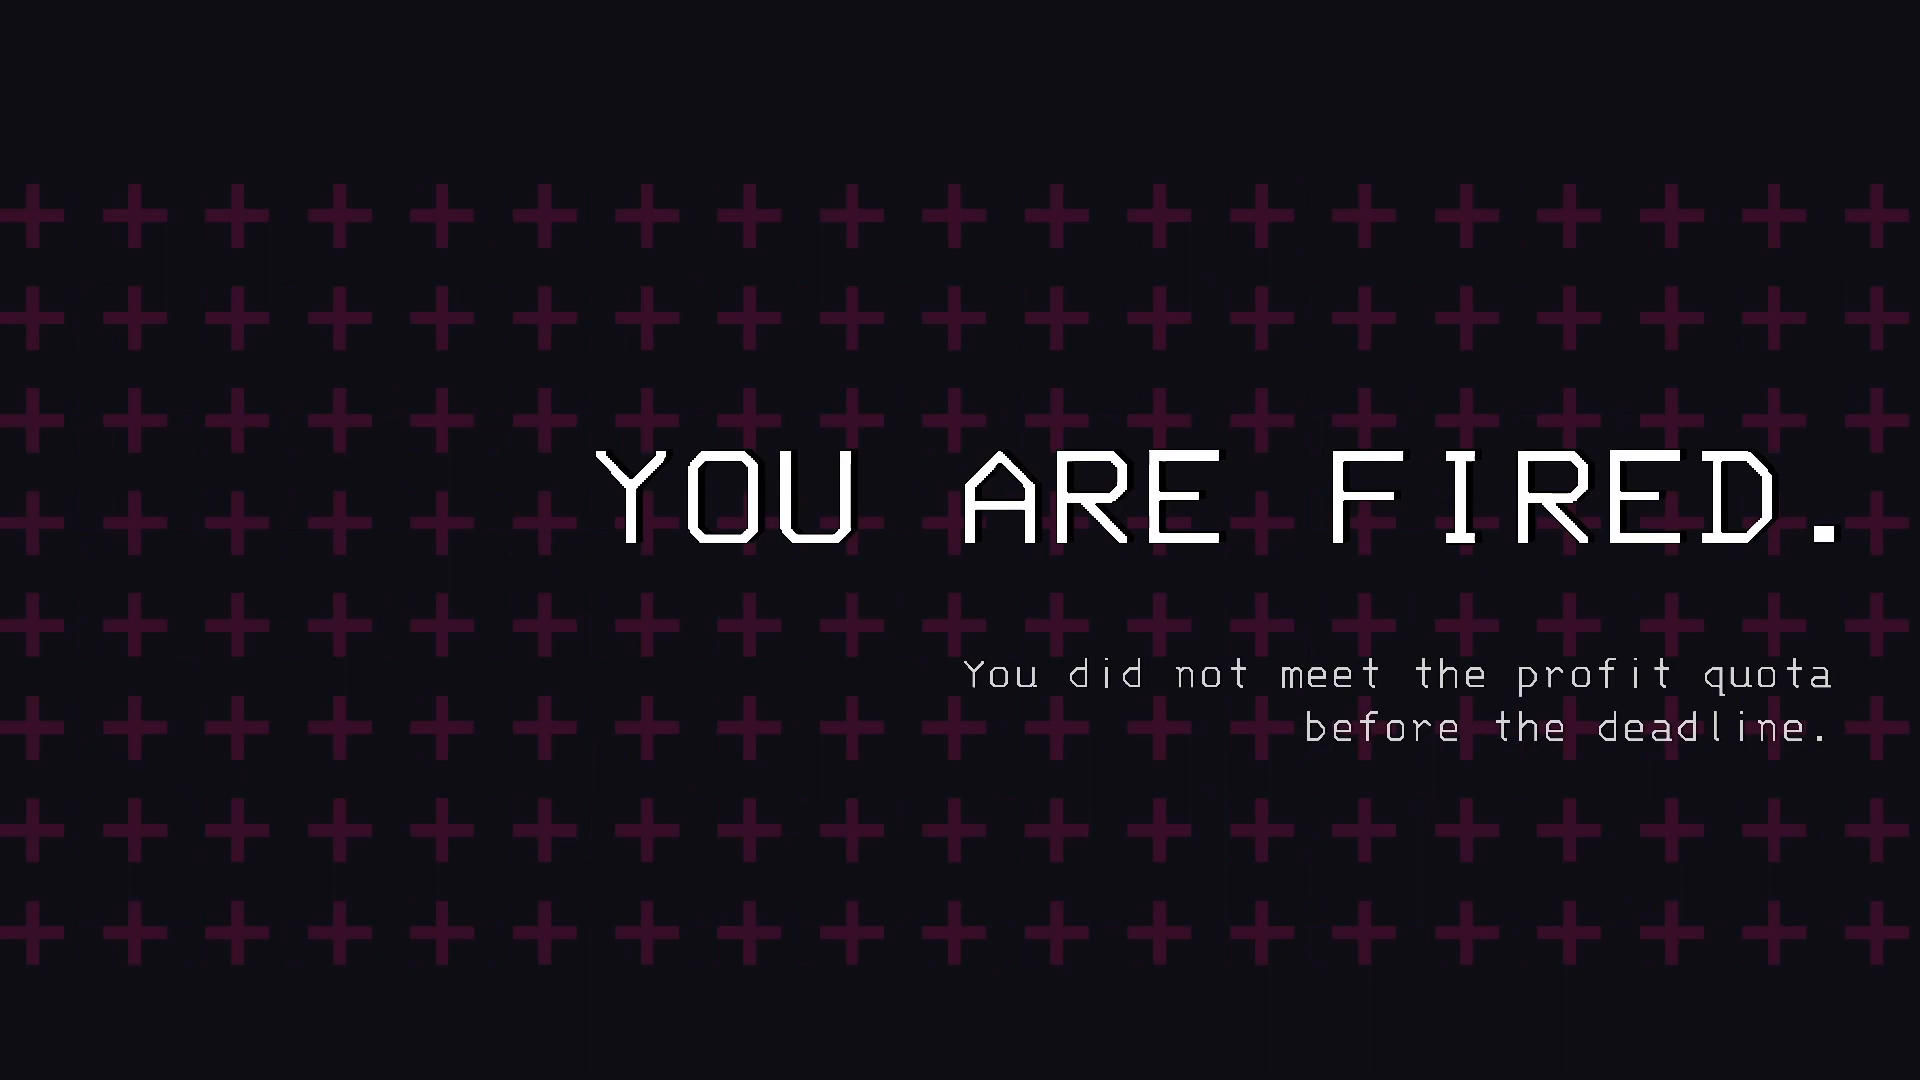 YOU ARE FIRED.
You did not meet the profit quota
before the deadline.